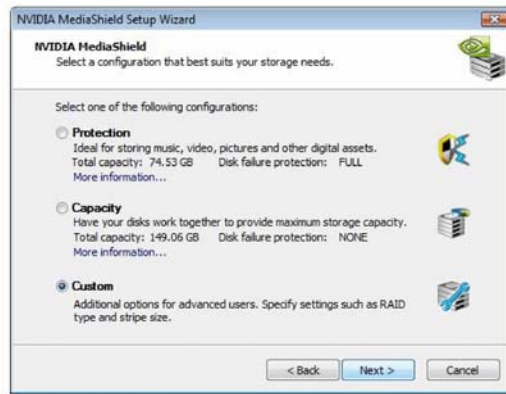 NVIDIA MediaShield Setup Wizard
NVIDIA MediaShield
Select a configuration that best suits your storage needs.
Select one of the following configurations:
Protection
Ideal for storing music, video, pictures and other digital assets.
Total capacity: 74.53 GB Disk failure protection: FULL
More information...
Capacity
Have your disks work together to provide maximum storage capacity.
Total capacity: 149.06 GB Disk failure protection: NONE
More information...
Custom
Additional options for advanced users. Specify settings such as RAID
type and stripe size.
< Back Next > Cancel